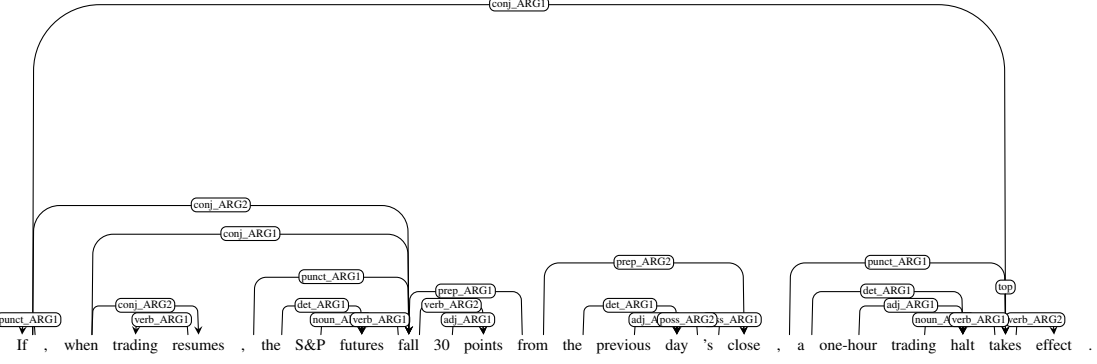 conj_ARG1
conj_ARG2
conj_ARG1
prep_ARG2 punct_ARG1
punct_ARG1
top
prep_ARG1
det_ARG1
conj_ARG2 det_ARG1 verb_ARG2 det_ARG1 adj_ARG1
punct_ARG1 verb_ARG1 verb_ARG1 adj_ARG1 poss_ARG2 verb_ARG1 verb_ARG2
If , when trading resumes , the S&P futures fall 30 points from the previous day 's close , a one-hour trading halt takes effect .